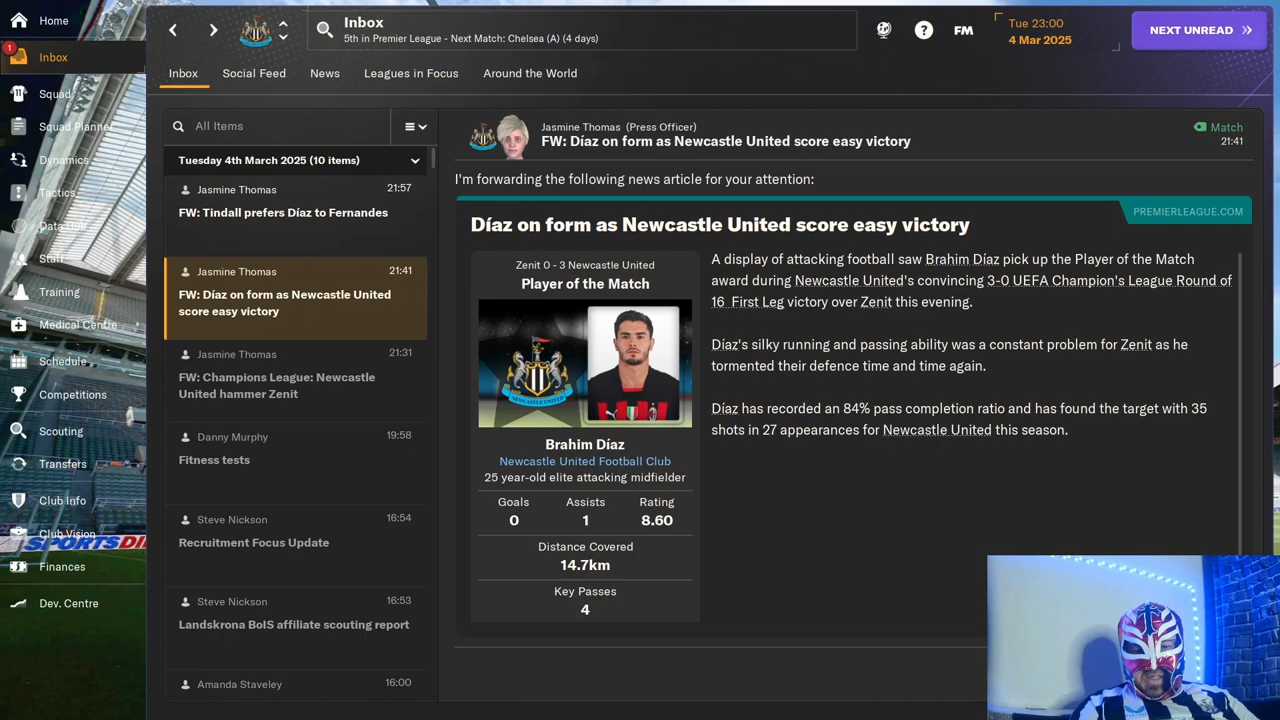 Home
Inbox
5th in Premier League - Next Match: Chelsea (A) (4 days)
FM
Tue 23:00
4 Mar 2025
NEXT UNREAD
1
Inbox
Squad
Squad Planner
Dynamics
Tactics
Data Hub
Staff
Training
Medical Centre
Schedule
Competitions
Scouting
Transfers
Club Info
Club Vision
SPORTS DI
Finances
Dev. Centre
Inbox
Social Feed
News
Leagues in Focus
Around the World
All Items
Tuesday 4th March 2025 (10 items)
Jasmine Thomas 21:57
FW: Tindall prefers Díaz to Fernandes
Jasmine Thomas 21:41
FW: Díaz on form as Newcastle United
score easy victory
Jasmine Thomas 21:31
FW: Champions League: Newcastle
United hammer Zenit
Danny Murphy 19:58
Fitness tests
Steve Nickson 16:54
Recruitment Focus Update
Steve Nickson 16:53
Landskrona BoIS affiliate scouting report
Amanda Staveley 16:00
Jasmine Thomas (Press Officer)
FW: Díaz on form as Newcastle United score easy victory
Match
21:41
I'm forwarding the following news article for your attention:
PREMIERLEAGUE.COM
Díaz on form as Newcastle United score easy victory
Zenit 0 - 3 Newcastle United
Player of the Match
NEWCASTLE UNITED
Brahim Díaz
Newcastle United Football Club
25 year-old elite attacking midfielder
Goals Assists Rating
0 1 8.60
Distance Covered
14.7km
Key Passes
4
A display of attacking football saw Brahim Díaz pick up the Player of the Match
award during Newcastle United's convincing 3-0 UEFA Champion's League Round of
16 First Leg victory over Zenit this evening.
Díaz's silky running and passing ability was a constant problem for Zenit as he
tormented their defence time and time again.
Díaz has recorded an 84% pass completion ratio and has found the target with 35
shots in 27 appearances for Newcastle United this season.